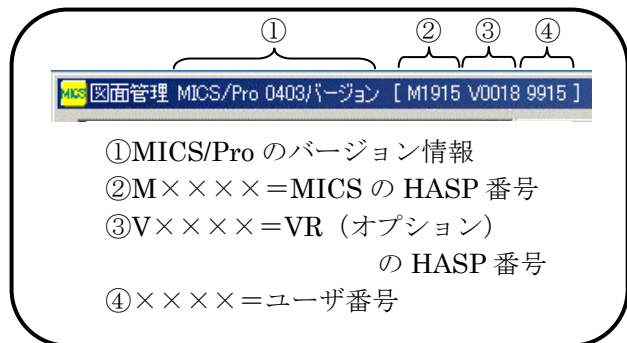 ① ② ③ ④
MICS 図面管理 MICS/Pro 0403バージョン [ M1915 V0018 9915 ]
①MICS/Pro のバージョン情報
②M××××=MICS の HASP 番号
③V××××=VR（オプション）
の HASP 番号
④××××=ユーザ番号